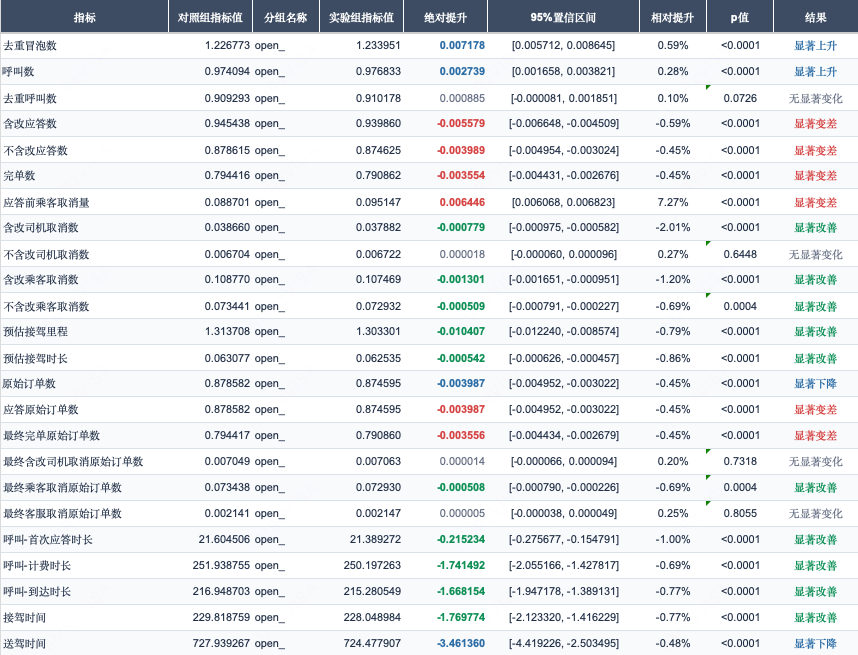 指标 对照组指标值 分组名称 实验组指标值 绝对提升 95%置信区间 相对提升 p值 结果
去重冒泡数 1.226773 open_ 1.233951 0.007178 [0.005712, 0.008645] 0.59% <0.0001 显著上升
呼叫数 0.974094 open_ 0.976833 0.002739 [0.001658, 0.003821] 0.28% <0.0001 显著上升
去重呼叫数 0.909293 open_ 0.910178 0.000885 [-0.000081, 0.001851] 0.10% 0.0726 无显著变化
含改应答数 0.945438 open_ 0.939860 -0.005579 [-0.006648, -0.004509] -0.59% <0.0001 显著变差
不含改应答数 0.878615 open_ 0.874625 -0.003989 [-0.004954, -0.003024] -0.45% <0.0001 显著变差
完单数 0.794416 open_ 0.790862 -0.003554 [-0.004431, -0.002676] -0.45% <0.0001 显著变差
应答前乘客取消量 0.088701 open_ 0.095147 0.006446 [0.006068, 0.006823] 7.27% <0.0001 显著变差
含改司机取消数 0.038660 open_ 0.037882 -0.000779 [-0.000975, -0.000582] -2.01% <0.0001 显著改善
不含改司机取消数 0.006704 open_ 0.006722 0.000018 [-0.000060, 0.000096] 0.27% 0.6448 无显著变化
含改乘客取消数 0.108770 open_ 0.107469 -0.001301 [-0.001651, -0.000951] -1.20% <0.0001 显著改善
不含改乘客取消数 0.073441 open_ 0.072932 -0.000509 [-0.000791, -0.000227] -0.69% 0.0004 显著改善
预估接驾里程 1.313708 open_ 1.303301 -0.010407 [-0.012240, -0.008574] -0.79% <0.0001 显著改善
预估接驾时长 0.063077 open_ 0.062535 -0.000542 [-0.000626, -0.000457] -0.86% <0.0001 显著改善
原始订单数 0.878582 open_ 0.874595 -0.003987 [-0.004952, -0.003022] -0.45% <0.0001 显著下降
应答原始订单数 0.878582 open_ 0.874595 -0.003987 [-0.004952, -0.003022] -0.45% <0.0001 显著变差
最终完单原始订单数 0.794417 open_ 0.790860 -0.003556 [-0.004434, -0.002679] -0.45% <0.0001 显著变差
最终含改司机取消原始订单数 0.007049 open_ 0.007063 0.000014 [-0.000066, 0.000094] 0.20% 0.7318 无显著变化
最终乘客取消原始订单数 0.073438 open_ 0.072930 -0.000508 [-0.000790, -0.000226] -0.69% 0.0004 显著改善
最终客服取消原始订单数 0.002141 open_ 0.002147 0.000005 [-0.000038, 0.000049] 0.25% 0.8055 无显著变化
呼叫-首次应答时长 21.604506 open_ 21.389272 -0.215234 [-0.275677, -0.154791] -1.00% <0.0001 显著改善
呼叫-计费时长 251.938755 open_ 250.197263 -1.741492 [-2.055166, -1.427817] -0.69% <0.0001 显著改善
呼叫-到达时长 216.948703 open_ 215.280549 -1.668154 [-1.947178, -1.389131] -0.77% <0.0001 显著改善
接驾时间 229.818759 open_ 228.048984 -1.769774 [-2.123320, -1.416229] -0.77% <0.0001 显著改善
送驾时间 727.939267 open_ 724.477907 -3.461360 [-4.419226, -2.503495] -0.48% <0.0001 显著下降